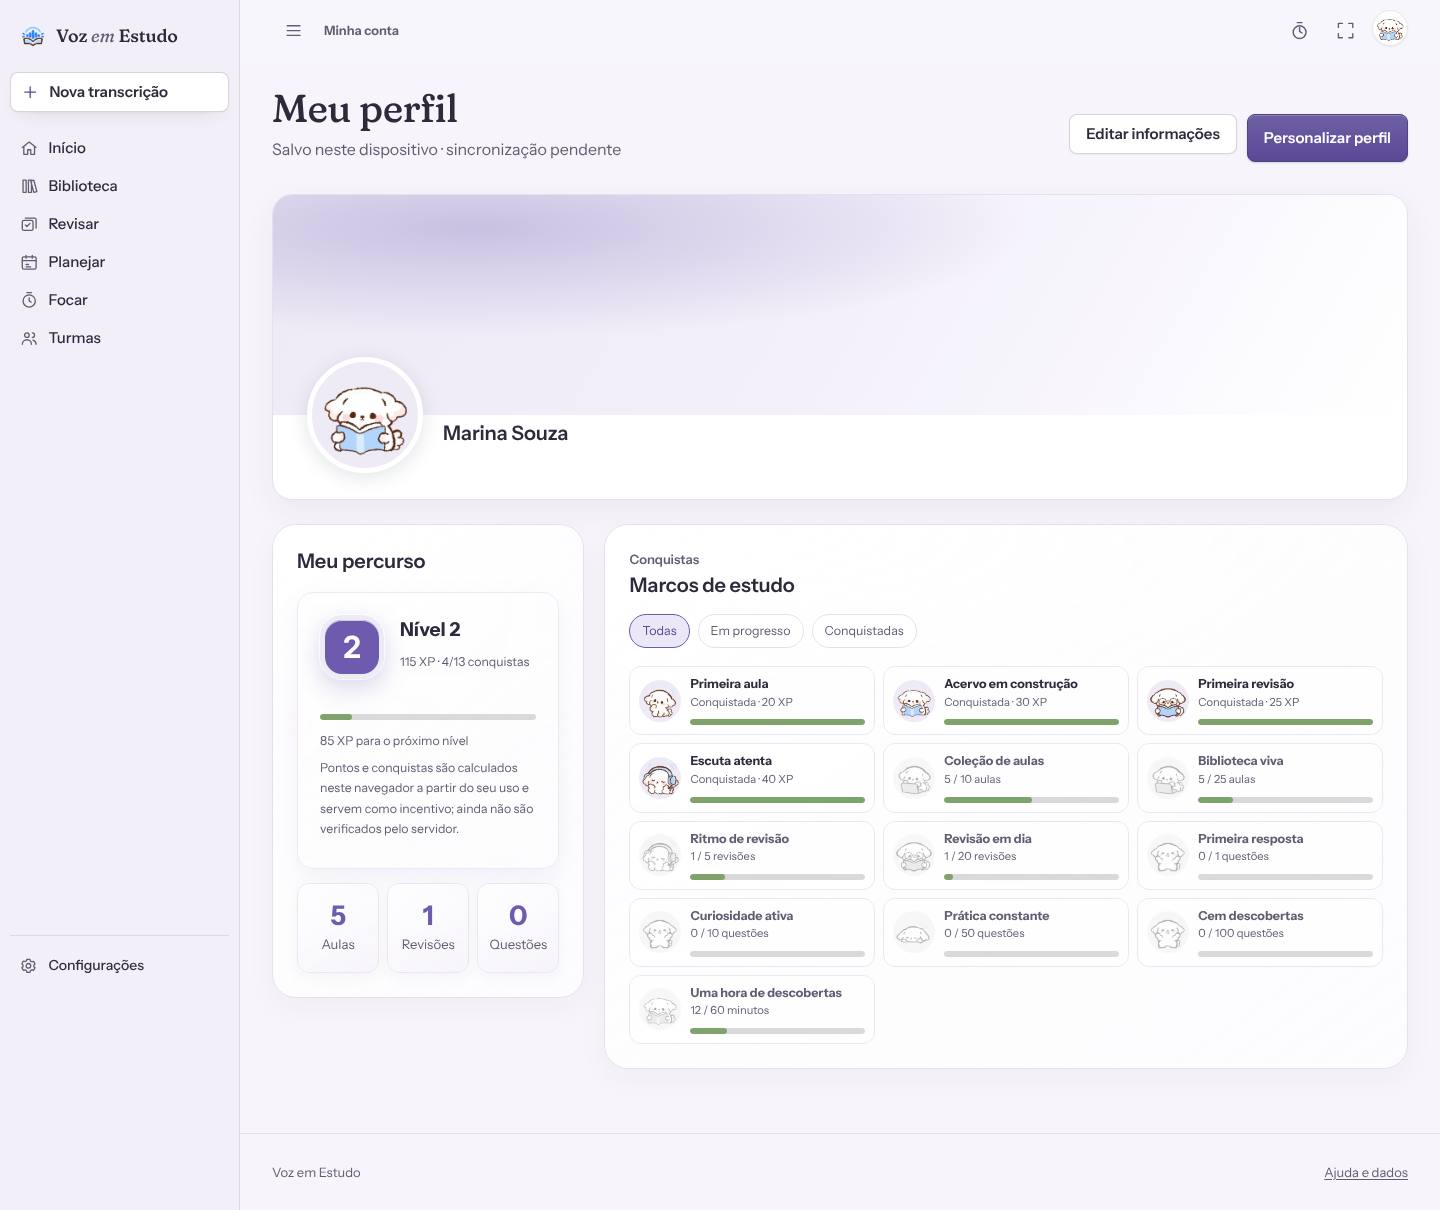 Voz em Estudo
Nova transcrição
Início
Biblioteca
Revisar
Planejar
Focar
Turmas
Configurações
Minha conta
Meu perfil
Salvo neste dispositivo · sincronização pendente
Editar informações
Personalizar perfil
Marina Souza
Meu percurso
2
Nível 2
115 XP · 4/13 conquistas
85 XP para o próximo nível
Pontos e conquistas são calculados
neste navegador a partir do seu uso e
servem como incentivo; ainda não são
verificados pelo servidor.
5
Aulas
1
Revisões
0
Questões
Conquistas
Marcos de estudo
Todas
Em progresso
Conquistadas
Primeira aula
Conquistada · 20 XP
Acervo em construção
Conquistada · 30 XP
Primeira revisão
Conquistada · 25 XP
Escuta atenta
Conquistada · 40 XP
Coleção de aulas
5 / 10 aulas
Biblioteca viva
5 / 25 aulas
Ritmo de revisão
1 / 5 revisões
Revisão em dia
1 / 20 revisões
Primeira resposta
0 / 1 questões
Curiosidade ativa
0 / 10 questões
Prática constante
0 / 50 questões
Cem descobertas
0 / 100 questões
Uma hora de descobertas
12 / 60 minutos
Voz em Estudo
Ajuda e dados